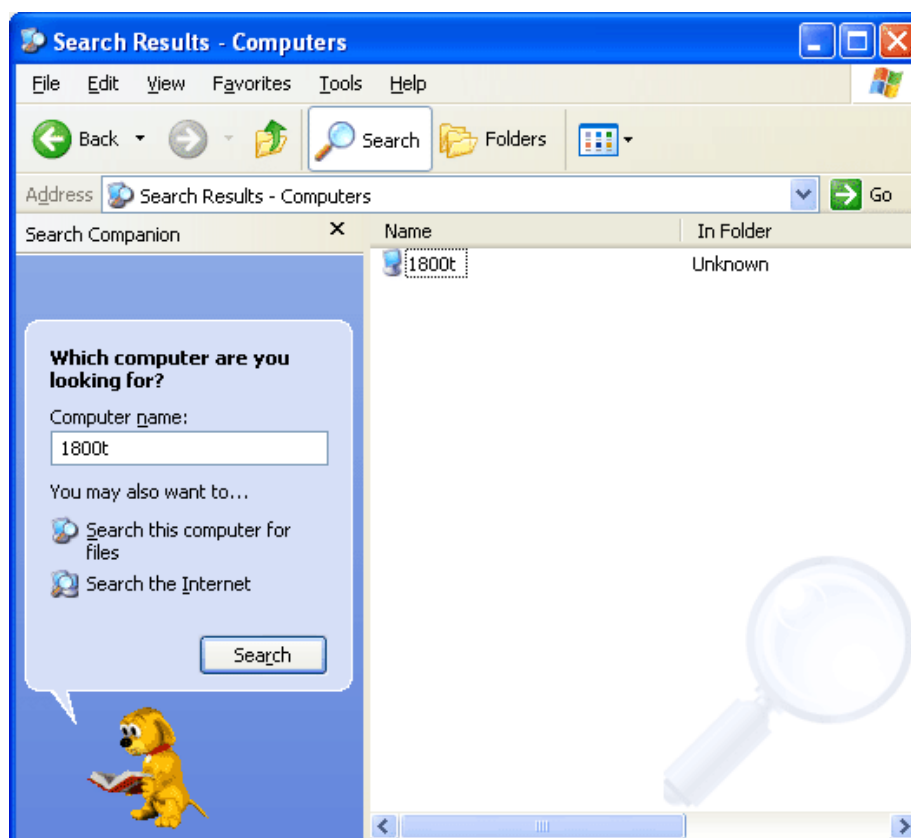 Search Results - Computers
File Edit View Favorites Tools Help
Back Search Folders
Address Search Results - Computers Go
Search Companion
Name In Folder
1800t Unknown
Which computer are you
looking for?
Computer name:
1800t
You may also want to...
Search this computer for
files
Search the Internet
Search